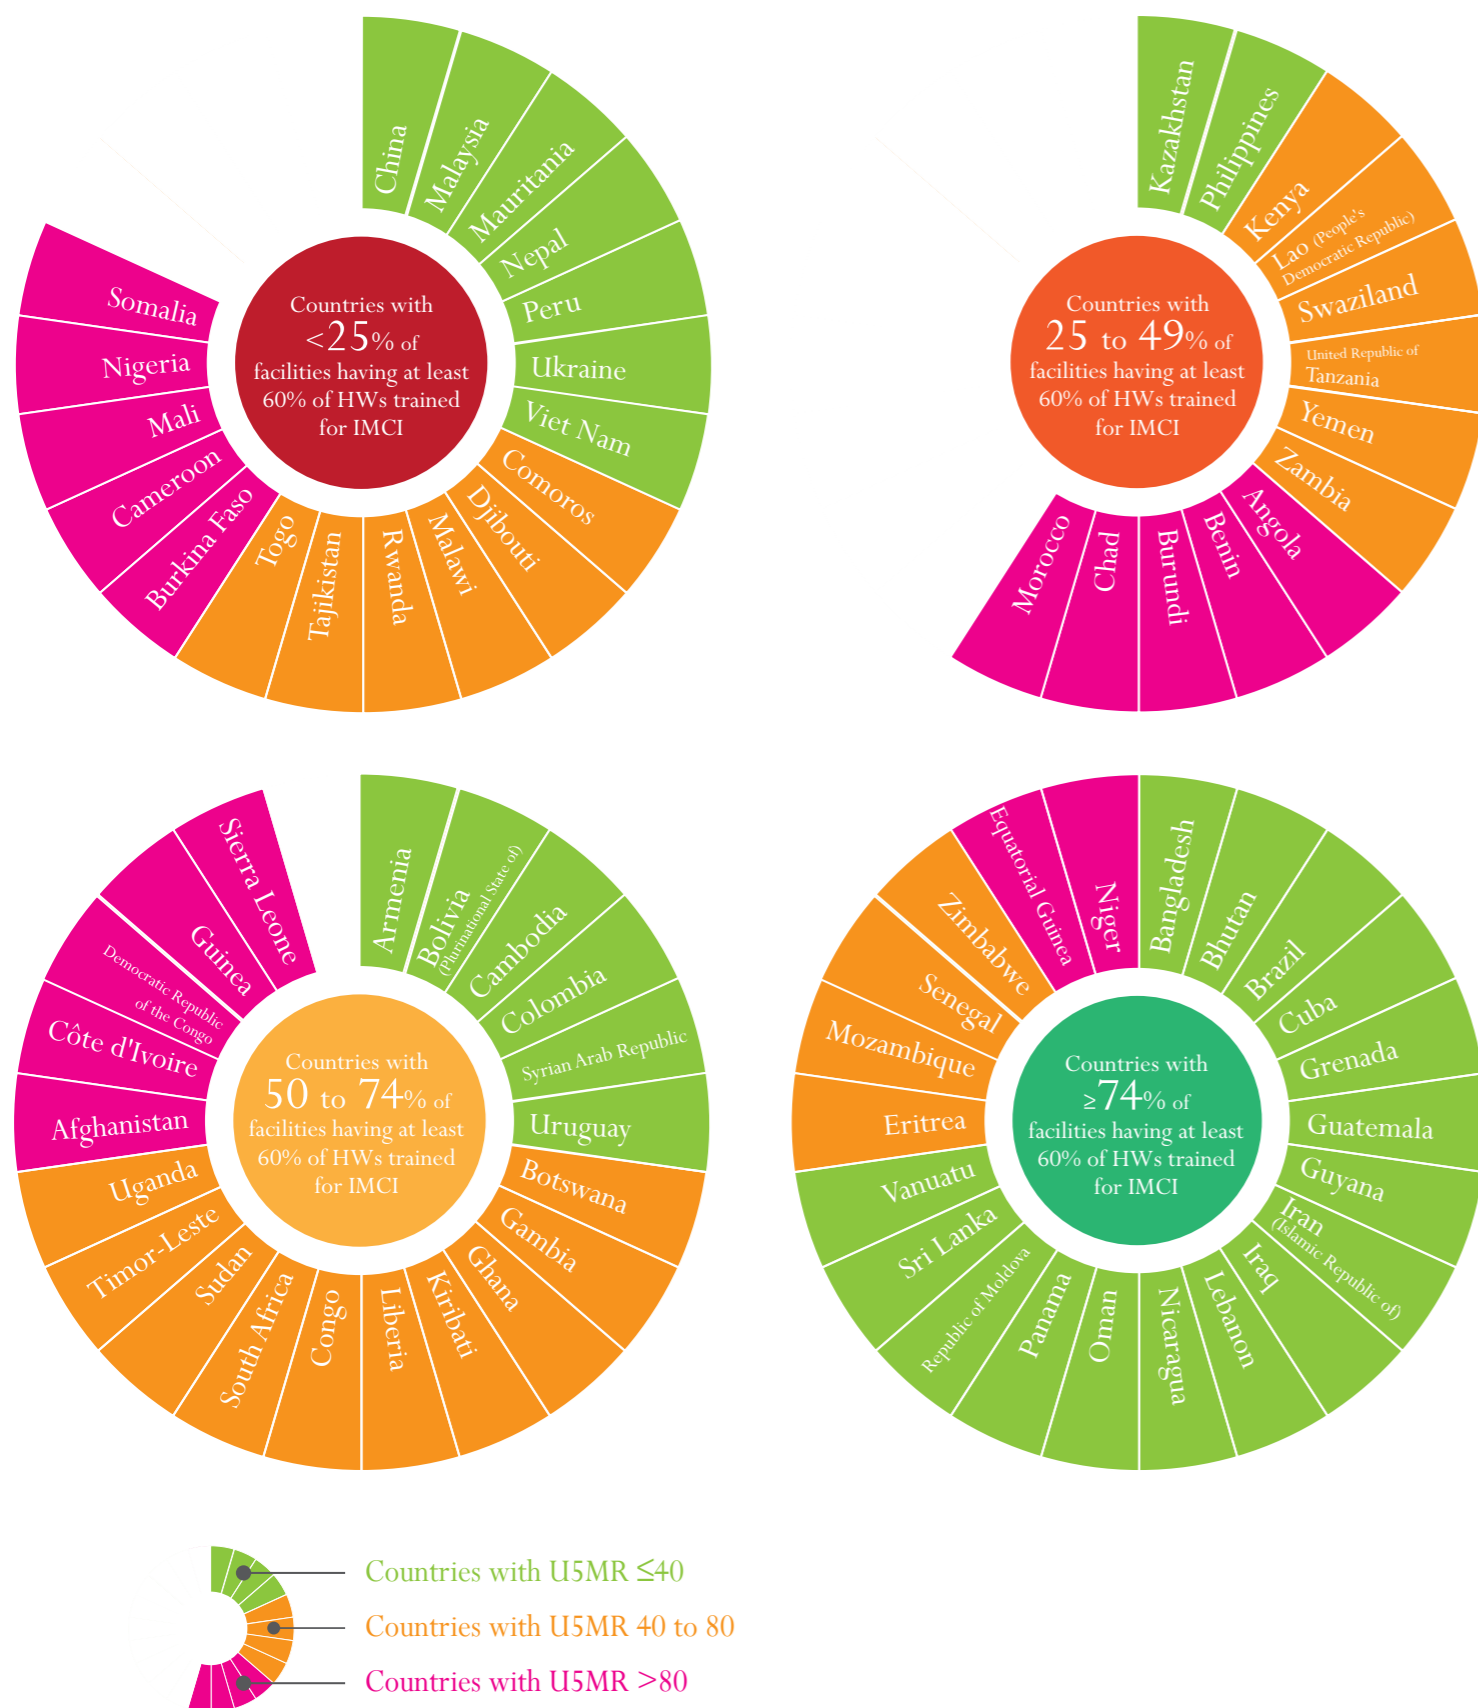 China
Malaysia
Mauritania
Nepal
Peru
Ukraine
Viet Nam
Comoros
Djibouti
Malawi
Rwanda
Tajikistan
Togo
Burkina Faso
Cameroon
Mali
Nigeria
Somalia
Countries with
<25% of
facilities having at least
60% of HWs trained
for IMCI
Kazakhstan
Philippines
Kenya
Lao (People's
Democratic Republic)
Swaziland
United Republic of
Tanzania
Yemen
Zambia
Angola
Benin
Burundi
Chad
Morocco
Countries with
25 to 49% of
facilities having at least
60% of HWs trained
for IMCI
Armenia
Bolivia
(Plurinational State of)
Cambodia
Colombia
Syrian Arab Republic
Uruguay
Botswana
Gambia
Ghana
Kiribati
Liberia
Congo
South Africa
Sudan
Timor-Leste
Uganda
Afghanistan
Côte d'Ivoire
Democratic Republic
of the Congo
Guinea
Sierra Leone
Countries with
50 to 74% of
facilities having at least
60% of HWs trained
for IMCI
Bangladesh
Bhutan
Brazil
Cuba
Grenada
Guatemala
Guyana
Iran
(Islamic Republic of)
Iraq
Lebanon
Nicaragua
Oman
Panama
Republic of Moldova
Sri Lanka
Vanuatu
Eritrea
Mozambique
Senegal
Zimbabwe
Equatorial Guinea
Niger
Countries with
≥74% of
facilities having at least
60% of HWs trained
for IMCI
Countries with U5MR ≤40
Countries with U5MR 40 to 80
Countries with U5MR >80